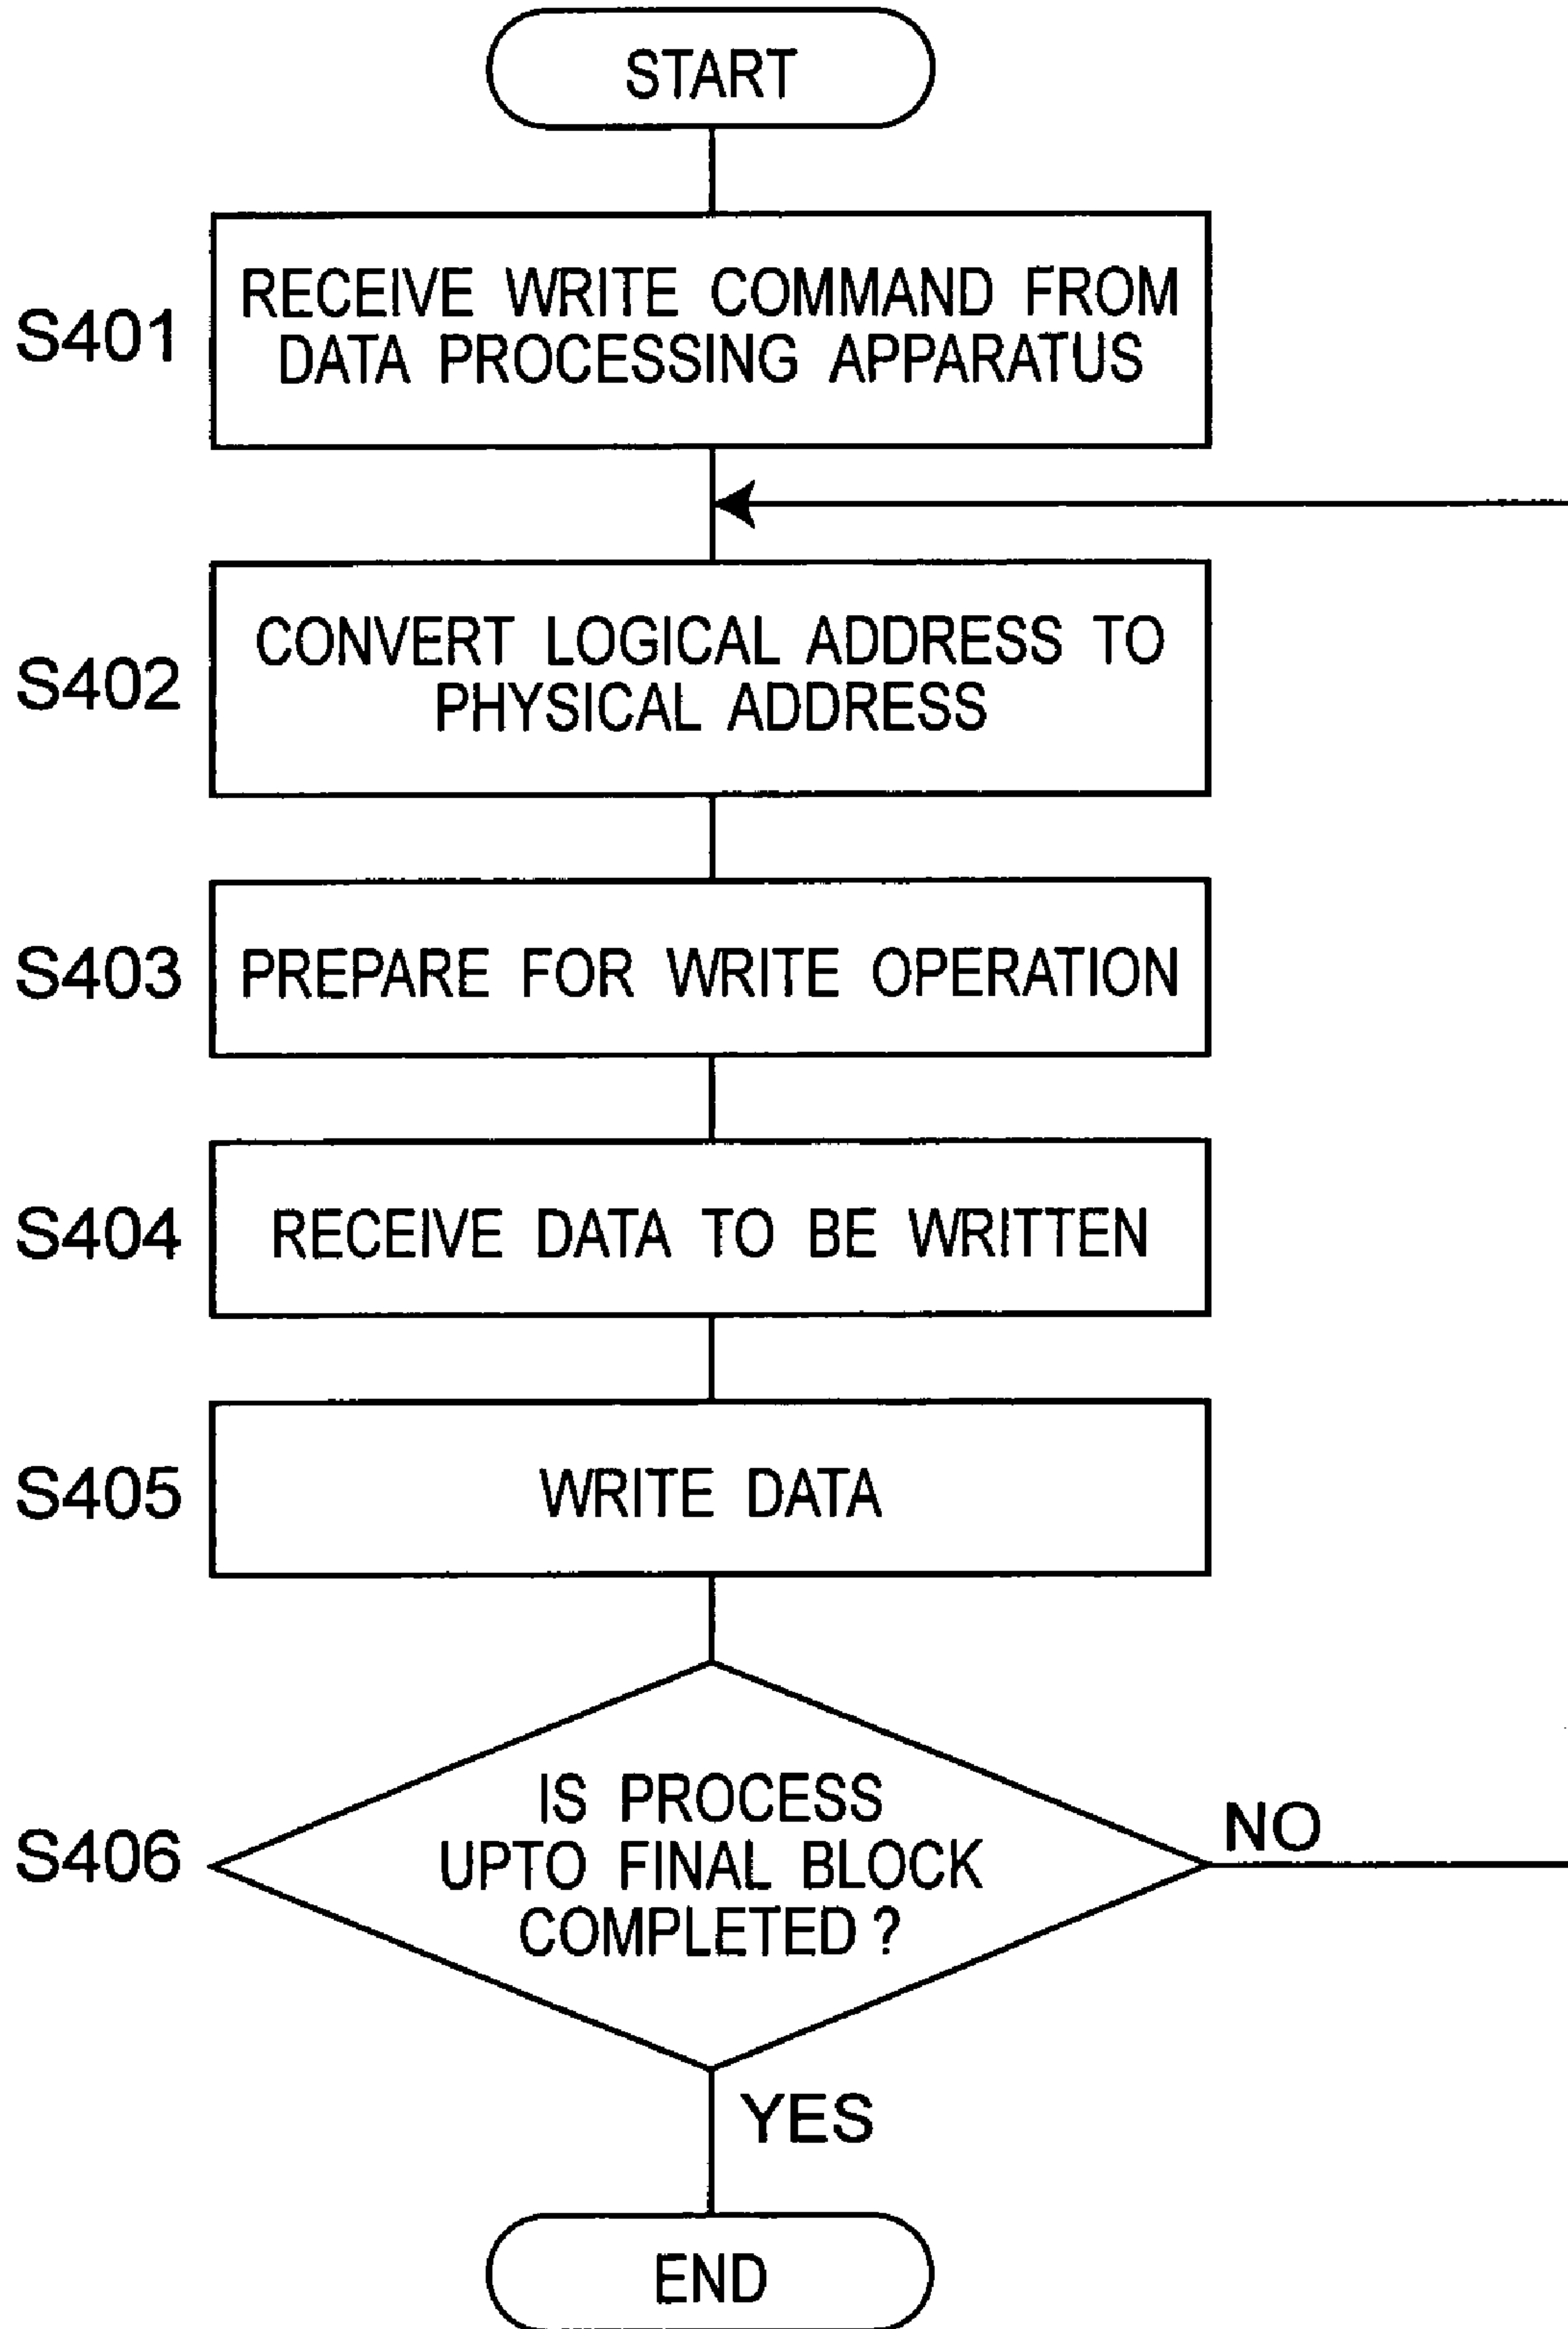 START
S401
RECEIVE WRITE COMMAND FROM
DATA PROCESSING APPARATUS
S402
CONVERT LOGICAL ADDRESS TO
PHYSICAL ADDRESS
S403
PREPARE FOR WRITE OPERATION
S404
RECEIVE DATA TO BE WRITTEN
S405
WRITE DATA
S406
IS PROCESS
UPTO FINAL BLOCK
COMPLETED ?
NO
YES
END